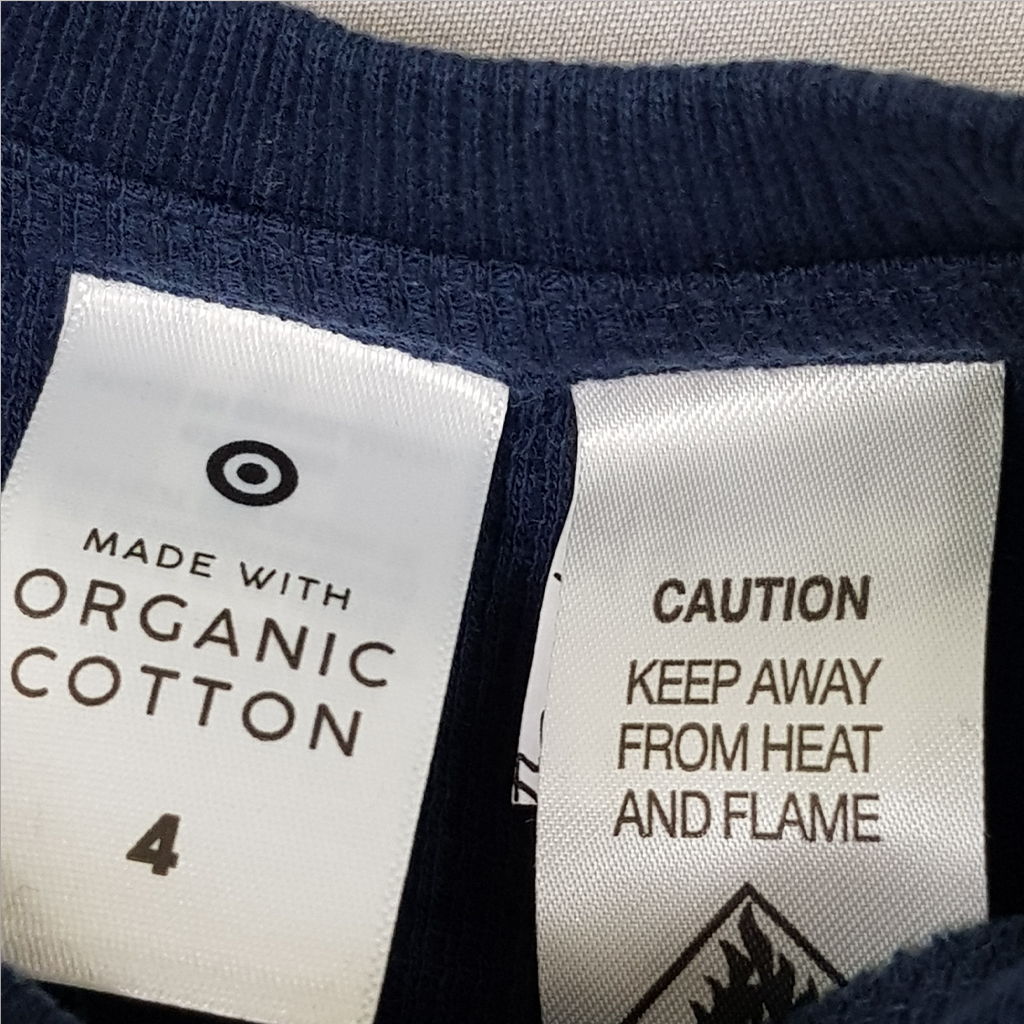 MADE WITH
ORGANIC
COTTON
4
CAUTION
KEEP AWAY
FROM HEAT
AND FLAME